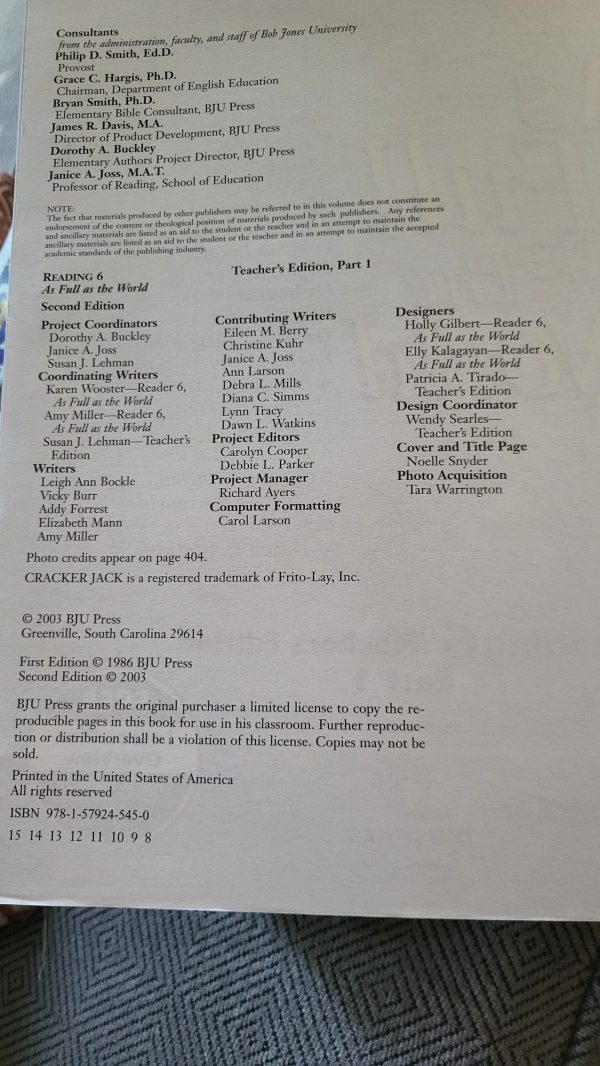 Consultants
from the administration, faculty, and staff of Bob Jones University
Philip D. Smith, Ed.D.
Provost
Grace C. Hargis, Ph.D.
Chairman, Department of English Education
Bryan Smith, Ph.D.
Elementary Bible Consultant, BJU Press
James R. Davis, M.A.
Director of Product Development, BJU Press
Dorothy A. Buckley
Elementary Authors Project Director, BJU Press
Janice A. Joss, M.A.T.
Professor of Reading, School of Education
NOTE:
The fact that materials produced by other publishers may be referred to in this volume does not constitute an
endorsement of the content or theological position of materials produced by such publishers. Any references
and ancillary materials are listed as an aid to the student or the teacher and in an attempt to maintain the
ancillary materials are listed as an aid to the student or the teacher and in an attempt to maintain the accepted
academic standards of the publishing industry.
Teacher's Edition, Part 1
READING 6
As Full as the World
Second Edition
Project Coordinators
Dorothy A. Buckley
Janice A. Joss
Susan J. Lehman
Coordinating Writers
Karen Wooster—Reader 6,
As Full as the World
Amy Miller—Reader 6,
As Full as the World
Susan J. Lehman—Teacher's
Edition
Writers
Leigh Ann Bockle
Vicky Burr
Addy Forrest
Elizabeth Mann
Amy Miller
Contributing Writers
Eileen M. Berry
Christine Kuhr
Janice A. Joss
Ann Larson
Debra L. Mills
Diana C. Simms
Lynn Tracy
Dawn L. Watkins
Project Editors
Carolyn Cooper
Debbie L. Parker
Project Manager
Richard Ayers
Computer Formatting
Carol Larson
Designers
Holly Gilbert—Reader 6,
As Full as the World
Elly Kalagayan—Reader 6,
As Full as the World
Patricia A. Tirado—
Teacher's Edition
Design Coordinator
Wendy Searles—
Teacher's Edition
Cover and Title Page
Noelle Snyder
Photo Acquisition
Tara Warrington
Photo credits appear on page 404.
CRACKER JACK is a registered trademark of Frito-Lay, Inc.
© 2003 BJU Press
Greenville, South Carolina 29614
First Edition © 1986 BJU Press
Second Edition © 2003
BJU Press grants the original purchaser a limited license to copy the re-
producible pages in this book for use in his classroom. Further reproduc-
tion or distribution shall be a violation of this license. Copies may not be
sold.
Printed in the United States of America
All rights reserved
ISBN 978-1-57924-545-0
15 14 13 12 11 10 9 8